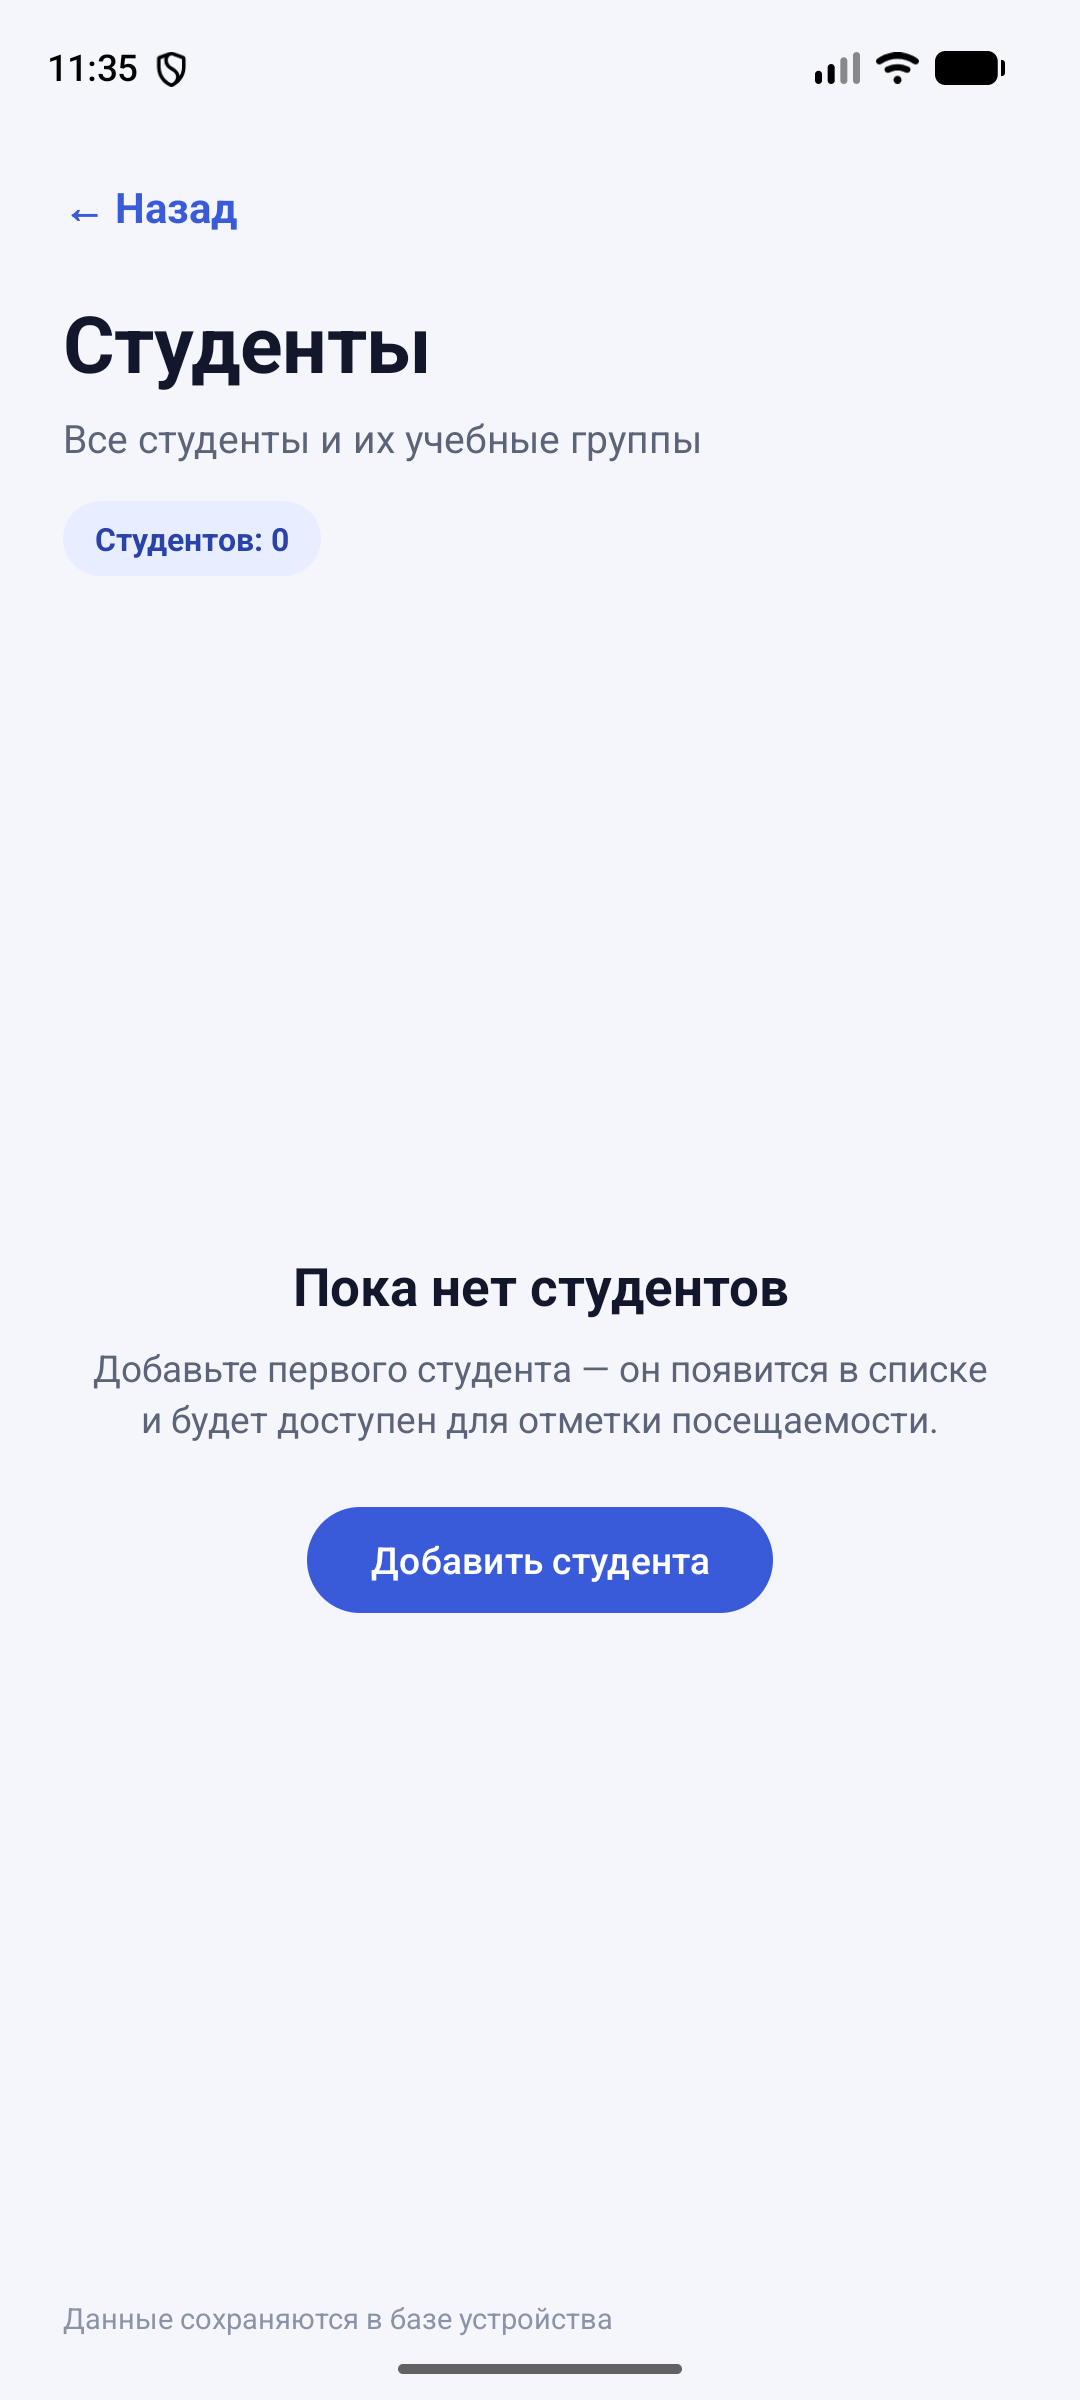 11:35
← Назад
Студенты
Все студенты и их учебные группы
Студентов: 0
Пока нет студентов
Добавьте первого студента — он появится в списке
и будет доступен для отметки посещаемости.
Добавить студента
Данные сохраняются в базе устройства